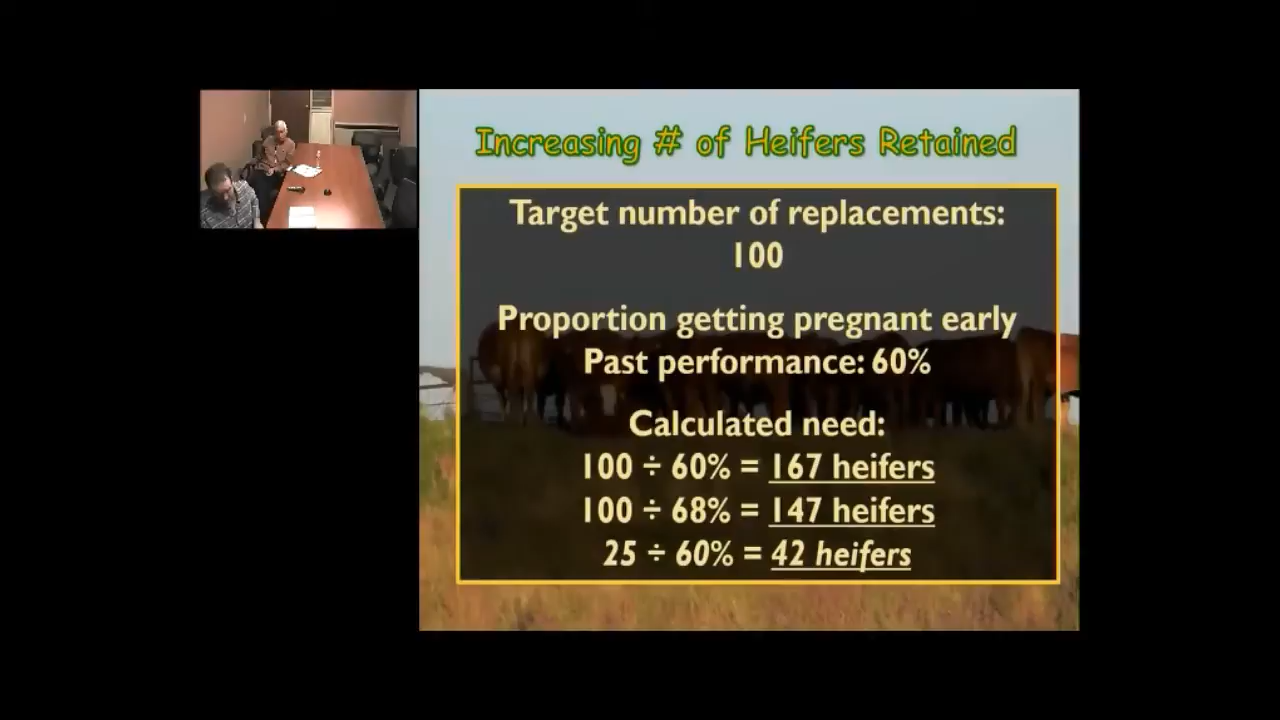 Increasing # of Heifers Retained
Target number of replacements:
100
Proportion getting pregnant early
Past performance: 60%
Calculated need:
100 ÷ 60% = 167 heifers
100 ÷ 68% = 147 heifers
25 ÷ 60% = 42 heifers